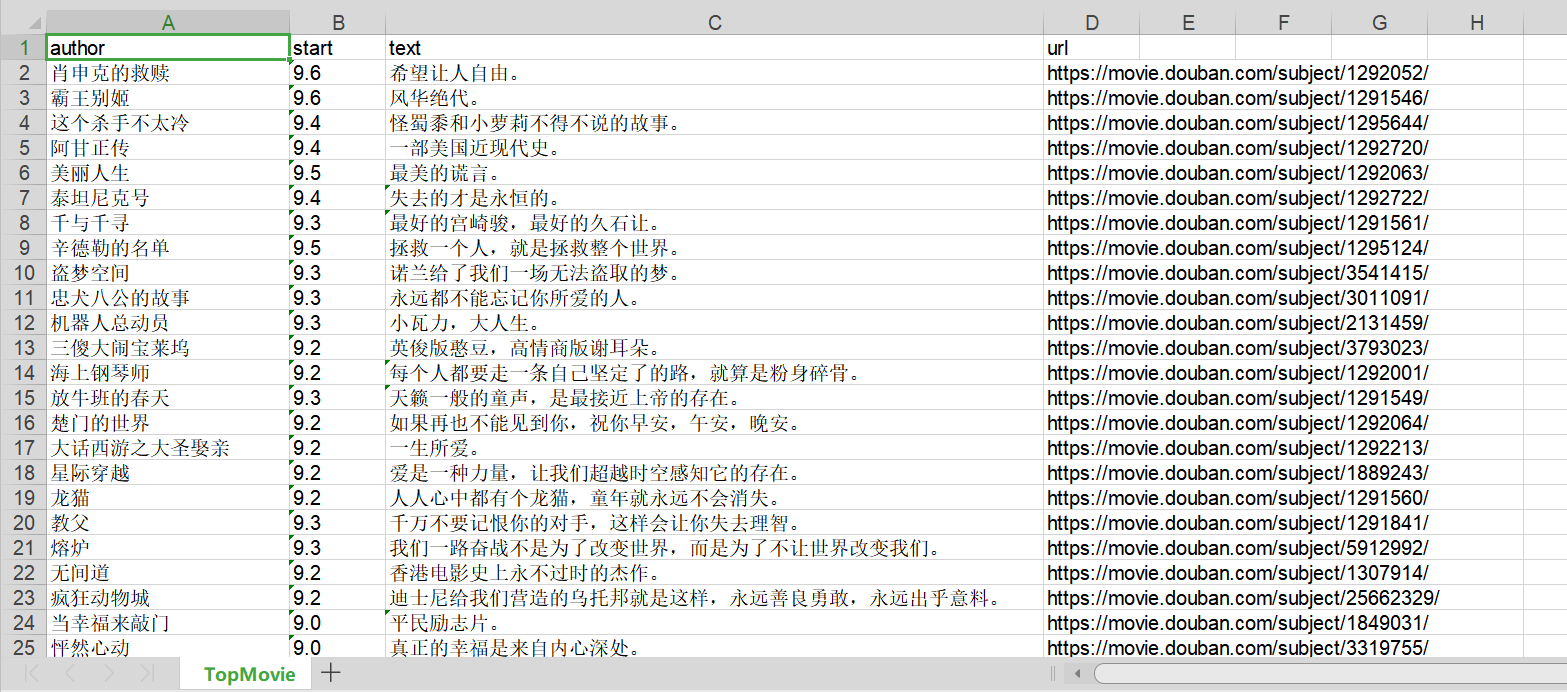 A B C D E F G H
1 author start text url
2 肖申克的救赎 9.6 希望让人自由。 https://movie.douban.com/subject/1292052/
3 霸王别姬 9.6 风华绝代。 https://movie.douban.com/subject/1291546/
4 这个杀手不太冷 9.4 怪蜀黍和小萝莉不得不说的故事。 https://movie.douban.com/subject/1295644/
5 阿甘正传 9.4 一部美国近现代史。 https://movie.douban.com/subject/1292720/
6 美丽人生 9.5 最美的谎言。 https://movie.douban.com/subject/1292063/
7 泰坦尼克号 9.4 失去的才是永恒的。 https://movie.douban.com/subject/1292722/
8 千与千寻 9.3 最好的宫崎骏，最好的久石让。 https://movie.douban.com/subject/1291561/
9 辛德勒的名单 9.5 拯救一个人，就是拯救整个世界。 https://movie.douban.com/subject/1295124/
10 盗梦空间 9.3 诺兰给了我们一场无法盗取的梦。 https://movie.douban.com/subject/3541415/
11 忠犬八公的故事 9.3 永远都不能忘记你所爱的人。 https://movie.douban.com/subject/3011091/
12 机器人总动员 9.3 小瓦力，大人生。 https://movie.douban.com/subject/2131459/
13 三傻大闹宝莱坞 9.2 英俊版憨豆，高情商版谢耳朵。 https://movie.douban.com/subject/3793023/
14 海上钢琴师 9.2 每个人都要走一条自己坚定了的路，就算是粉身碎骨。 https://movie.douban.com/subject/1292001/
15 放牛班的春天 9.3 天籁一般的童声，是最接近上帝的存在。 https://movie.douban.com/subject/1291549/
16 楚门的世界 9.2 如果再也不能见到你，祝你早安，午安，晚安。 https://movie.douban.com/subject/1292064/
17 大话西游之大圣娶亲 9.2 一生所爱。 https://movie.douban.com/subject/1292213/
18 星际穿越 9.2 爱是一种力量，让我们超越时空感知它的存在。 https://movie.douban.com/subject/1889243/
19 龙猫 9.2 人人心中都有个龙猫，童年就永远不会消失。 https://movie.douban.com/subject/1291560/
20 教父 9.3 千万不要记恨你的对手，这样会让你失去理智。 https://movie.douban.com/subject/1291841/
21 熔炉 9.3 我们一路奋战不是为了改变世界，而是为了不让世界改变我们。 https://movie.douban.com/subject/5912992/
22 无间道 9.2 香港电影史上永不过时的杰作。 https://movie.douban.com/subject/1307914/
23 疯狂动物城 9.2 迪士尼给我们营造的乌托邦就是这样，永远善良勇敢，永远出乎意料。 https://movie.douban.com/subject/25662329/
24 当幸福来敲门 9.0 平民励志片。 https://movie.douban.com/subject/1849031/
25 怦然心动 9.0 真正的幸福是来自内心深处。 https://movie.douban.com/subject/3319755/
TopMovie